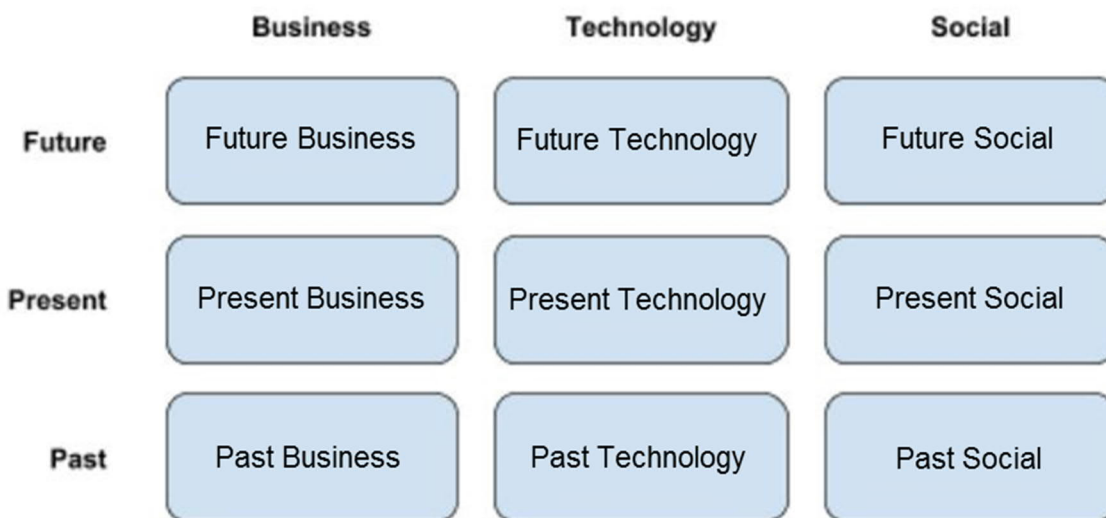 Business Technology Social
Future Future Business Future Technology Future Social
Present Present Business Present Technology Present Social
Past Past Business Past Technology Past Social